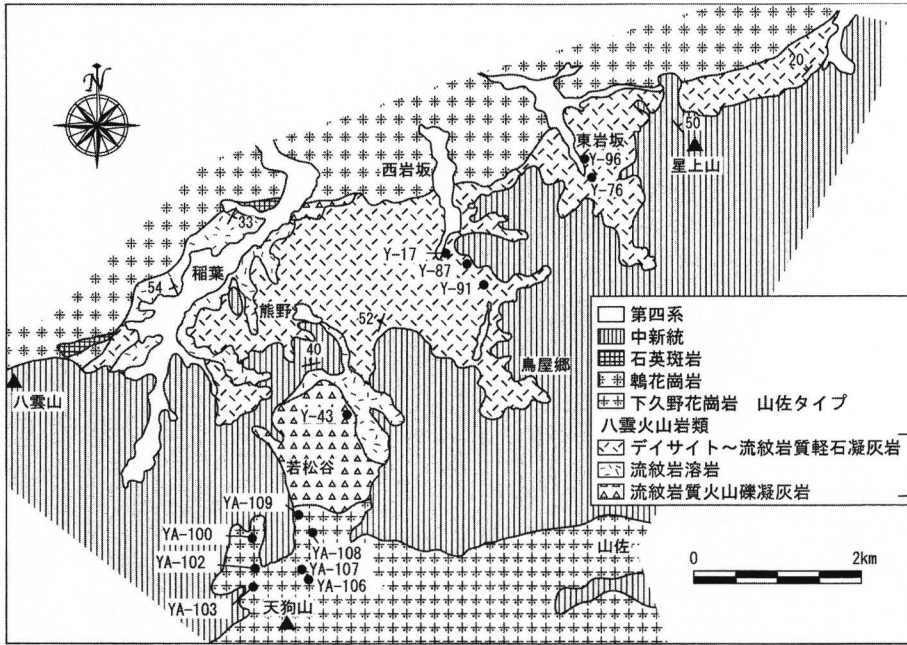 N
20
50
東岩坂
Y-96
星上山
西岩坂
Y-76
33
Y-17
稲葉
Y-87
54
Y-91
熊野
52
40
鳥屋郷
八雲山
Y-43
若松谷
YA-109
YA-100
YA-108
YA-102
YA-107
YA-106
YA-103
天狗山
山佐
第四系
中新統
石英斑岩
鵯花崗岩
下久野花崗岩 山佐タイプ
八雲火山岩類
デイサイト～流紋岩質軽石凝灰岩
流紋岩溶岩
流紋岩質火山礫凝灰岩
0 2km